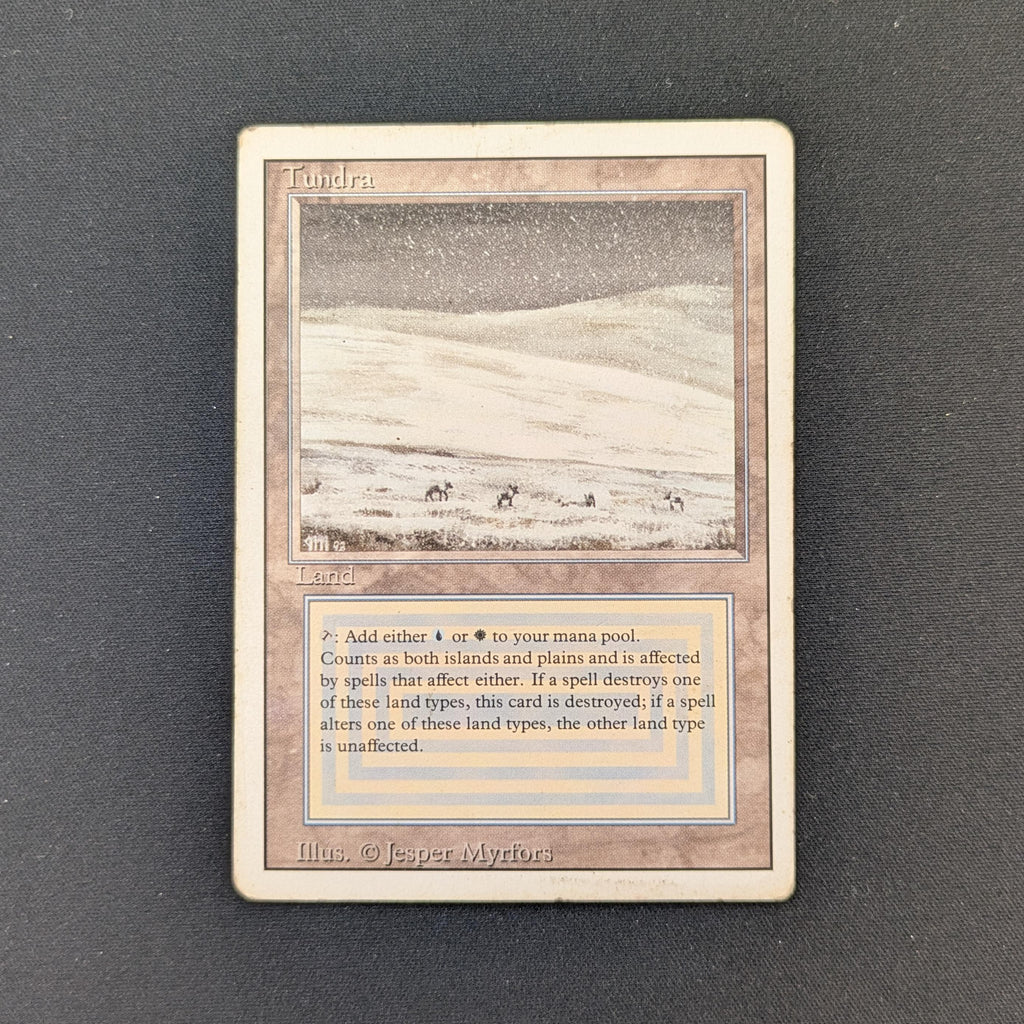 Tundra
JM 93
Land
: Add either or to your mana pool.
Counts as both islands and plains and is affected
by spells that affect either. If a spell destroys one
of these land types, this card is destroyed; if a spell
alters one of these land types, the other land type
is unaffected.
Illus. © Jesper Myrfors